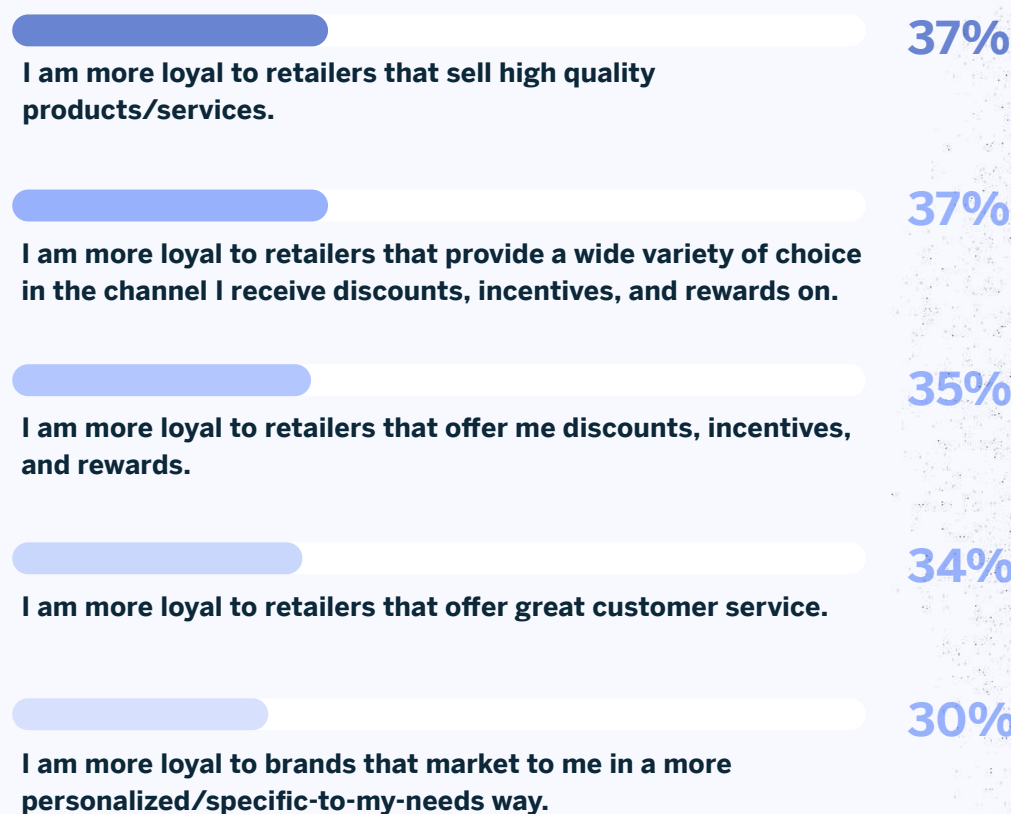 37%
I am more loyal to retailers that sell high quality
products/services.
37%
I am more loyal to retailers that provide a wide variety of choice
in the channel I receive discounts, incentives, and rewards on.
35%
I am more loyal to retailers that offer me discounts, incentives,
and rewards.
34%
I am more loyal to retailers that offer great customer service.
30%
I am more loyal to brands that market to me in a more
personalized/specific-to-my-needs way.